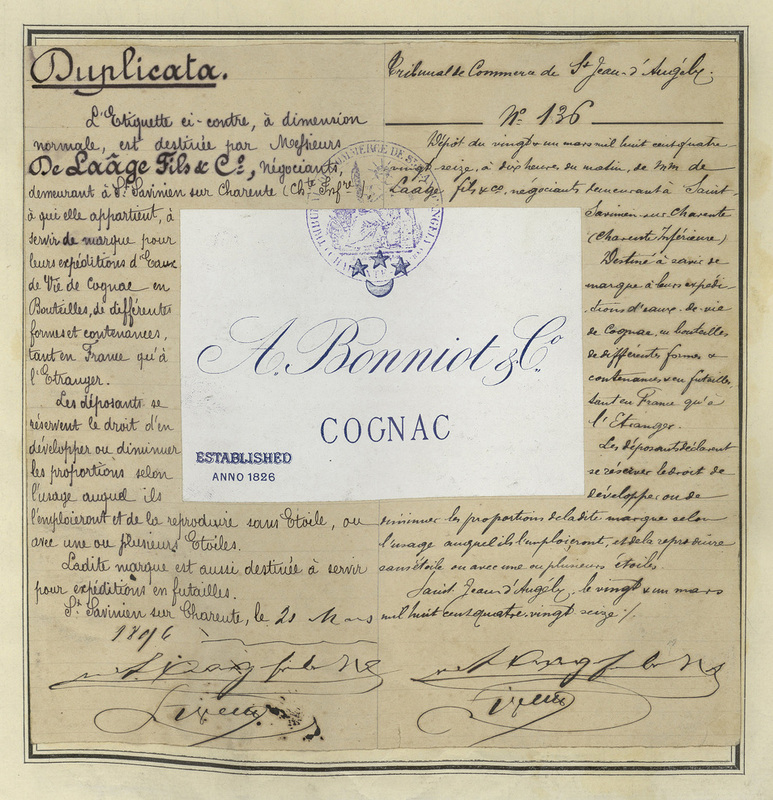 Duplicata.
L'Etiquette ci-contre, à dimension
normale, est destinée par Messieurs
De Laâge Fils & Cº, négociants,
demeurant à St Savinien sur Charente (Chte Infre
à qui elle appartient, à
servir de marque pour
leurs expéditions d'Eaux
de Vie de Cognac en
Bouteilles, de différentes
formes et contenances,
tant en France qu'à
l'Etranger.
Les déposants se
réservent le droit d'en
développer ou diminuer
les proportions selon
l'usage auquel ils
l'emploieront et de la reproduire sans Etoile, ou
avec une ou plusieurs Etoiles.
Ladite marque est aussi destinée à servir
pour expéditions en futailles.
St Savinien sur Charente, le 21 Mars
1896
Tribunal de Commerce de St Jean-d'Angély.
Nº 136
Dépôt du vingt & un mars mil huit cent quatre-
vingt seize, à dix heures du matin, de MM de
Laage fils & co, négociants demeurant à Saint-
Savinien-sur-Charente
(Charente Inférieure)
Destiné à servir de
marque à leurs expédi-
tions d'eaux-de-vie
de Cognac en bouteilles
de différentes formes &
contenances & en futailles,
tant en France qu'à
l'Etranger.
Les déposants déclarent
se réserver le droit de
développer ou de
diminuer les proportions de ladite marque selon
l'usage auquel ils l'emploieront, et de la reproduire
sans étoile ou avec une ou plusieurs étoiles.
Saint Jean-d'Angély, le vingt & un mars
mil huit cent quatre-vingt seize ./.
COMMERCE DE ST
A. Bonniot & Cº
COGNAC
ESTABLISHED
ANNO 1826